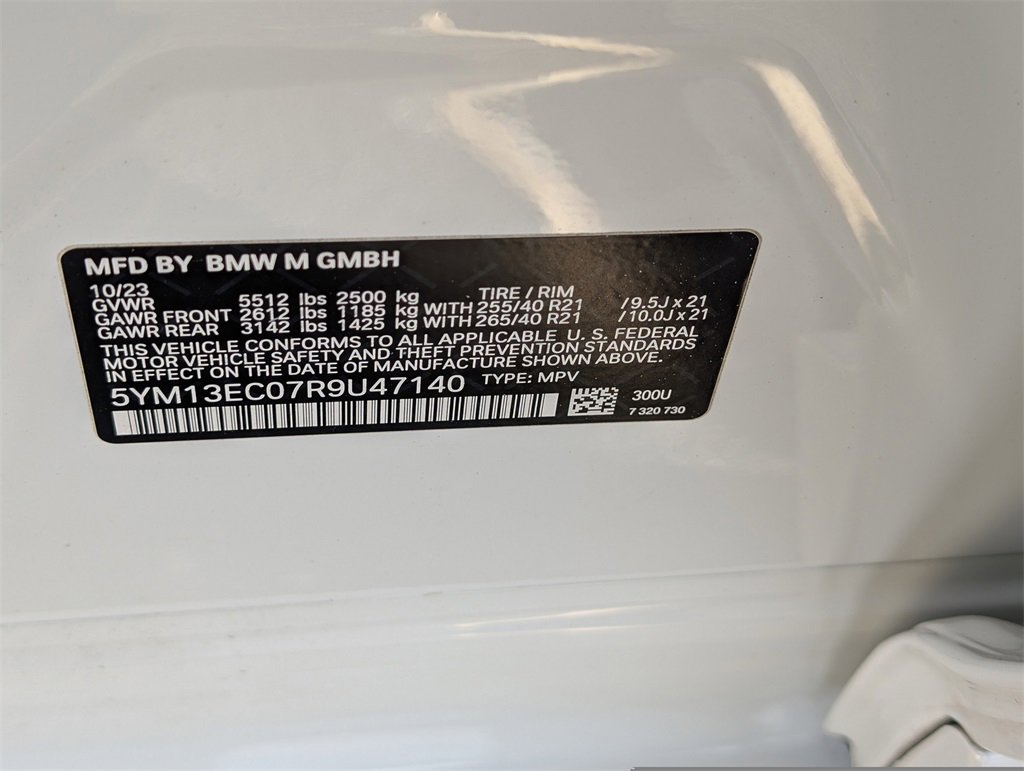 MFD BY BMW M GMBH
10/23 TIRE / RIM
GVWR 5512 lbs 2500 kg
GAWR FRONT 2612 lbs 1185 kg WITH 255/40 R21 /9.5J x 21
GAWR REAR 3142 lbs 1425 kg WITH 265/40 R21 /10.0J x 21
THIS VEHICLE CONFORMS TO ALL APPLICABLE U. S. FEDERAL
MOTOR VEHICLE SAFETY AND THEFT PREVENTION STANDARDS
IN EFFECT ON THE DATE OF MANUFACTURE SHOWN ABOVE.
5YM13EC07R9U47140 TYPE: MPV
300U
7 320 730